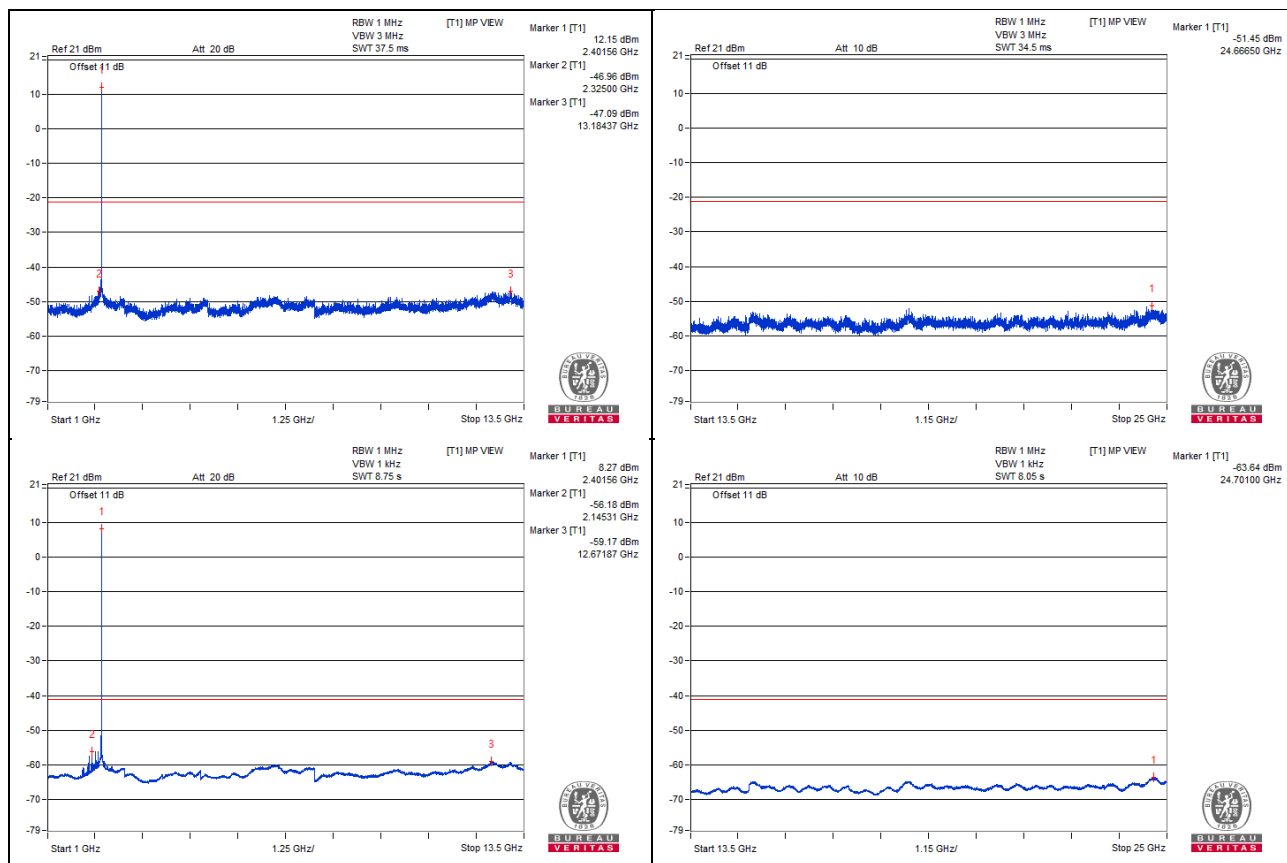 RBW 1 MHz [T1] MP VIEW
VBW 3 MHz
Ref 21 dBm Att 20 dB SWT 37.5 ms
Marker 1 [T1]
12.15 dBm
2.40156 GHz
Marker 2 [T1]
-46.96 dBm
2.32500 GHz
Marker 3 [T1]
-47.09 dBm
13.18437 GHz
21
Offset 11 dB
1
10
0
-10
-20
-30
-40
2
3
-50
-60
-70
-79
Start 1 GHz 1.25 GHz/ Stop 13.5 GHz
BUREAU VERITAS
1828
BUREAU
VERITAS
RBW 1 MHz [T1] MP VIEW
VBW 3 MHz
Ref 21 dBm Att 10 dB SWT 34.5 ms
Marker 1 [T1]
-51.45 dBm
24.66650 GHz
21
Offset 11 dB
10
0
-10
-20
-30
-40
1
-50
-60
-70
-79
Start 13.5 GHz 1.15 GHz/ Stop 25 GHz
BUREAU VERITAS
1828
BUREAU
VERITAS
RBW 1 MHz [T1] MP VIEW
VBW 1 kHz
Ref 21 dBm Att 20 dB SWT 8.75 s
Marker 1 [T1]
8.27 dBm
2.40156 GHz
Marker 2 [T1]
-56.18 dBm
2.14531 GHz
Marker 3 [T1]
-59.17 dBm
12.67187 GHz
21
Offset 11 dB
1
10
0
-10
-20
-30
-40
-50
2
3
-60
-70
-79
Start 1 GHz 1.25 GHz/ Stop 13.5 GHz
BUREAU VERITAS
1828
BUREAU
VERITAS
RBW 1 MHz [T1] MP VIEW
VBW 1 kHz
Ref 21 dBm Att 10 dB SWT 8.05 s
Marker 1 [T1]
-63.64 dBm
24.70100 GHz
21
Offset 11 dB
10
0
-10
-20
-30
-40
-50
1
-60
-70
-79
Start 13.5 GHz 1.15 GHz/ Stop 25 GHz
BUREAU VERITAS
1828
BUREAU
VERITAS